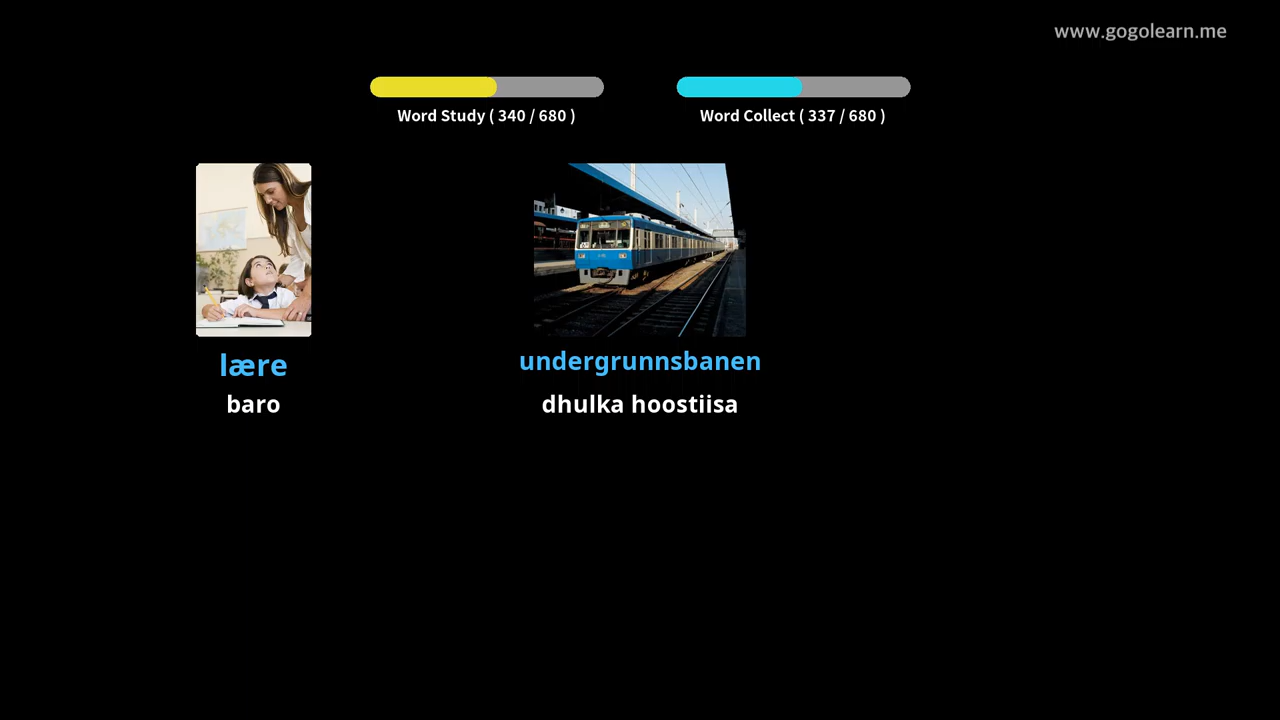 www.gogolearn.me
Word Study ( 340 / 680 )
Word Collect ( 337 / 680 )
lære
baro
undergrunnsbanen
dhulka hoostiisa